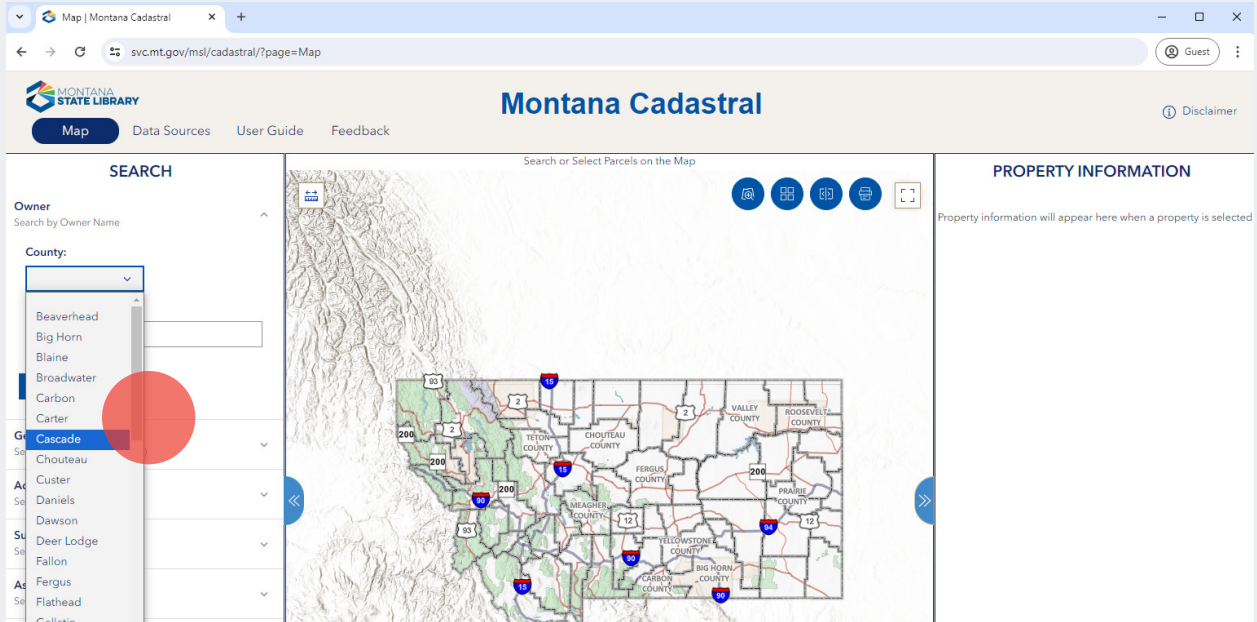 Map | Montana Cadastral
svc.mt.gov/msl/cadastral/?page=Map
Guest
MONTANA
STATE LIBRARY
Montana Cadastral
Disclaimer
Map
Data Sources
User Guide
Feedback
SEARCH
Owner
Search by Owner Name
County:
Beaverhead
Big Horn
Blaine
Broadwater
Carbon
Carter
Cascade
Chouteau
Custer
Daniels
Dawson
Deer Lodge
Fallon
Fergus
Flathead
Search or Select Parcels on the Map
93
15
2
2
VALLEY
COUNTY
ROOSEVELT
COUNTY
200
2
TETON
COUNTY
CHOUTEAU
COUNTY
200
15
FERGUS
COUNTY
200
200
90
PRAIRIE
COUNTY
MEAGHER
COUNTY
12
94
12
93
YELLOWSTONE
COUNTY
90
BIG HORN
COUNTY
CARBON
COUNTY
15
90
PROPERTY INFORMATION
Property information will appear here when a property is selected